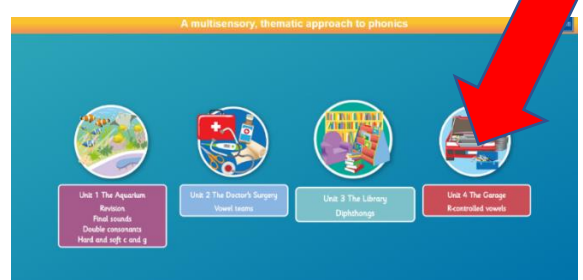 A multisensory, thematic approach to phonics
Unit 1 The Aquarium
Revision
Final sounds
Double consonants
Hard and soft c and g
Unit 2 The Doctor's Surgery
Vowel teams
Unit 3 The Library
Diphthongs
Unit 4 The Garage
R-controlled vowels